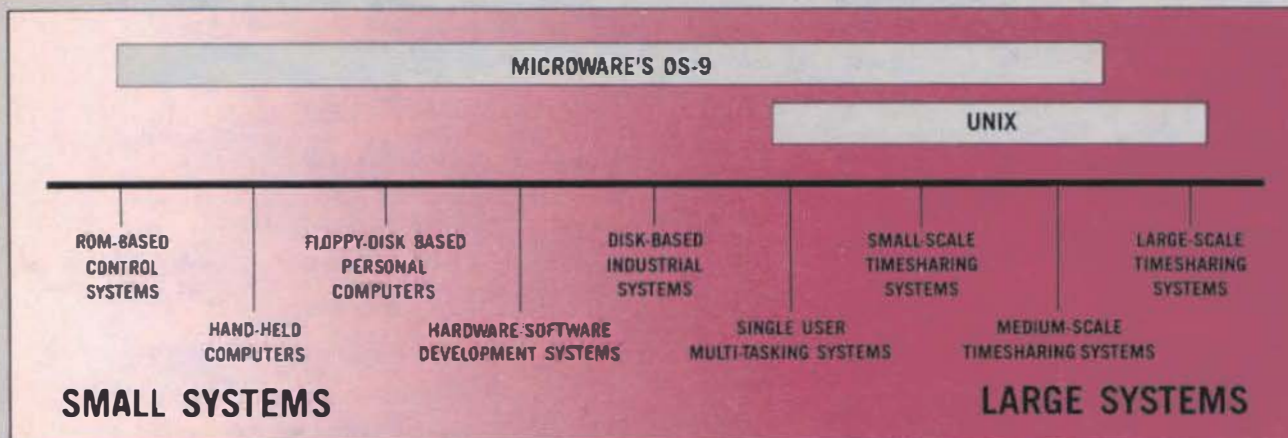 MICROWARE'S OS-9
UNIX
ROM-BASED
CONTROL
SYSTEMS
HAND-HELD
COMPUTERS
FLOPPY-DISK BASED
PERSONAL
COMPUTERS
HARDWARE-SOFTWARE
DEVELOPMENT SYSTEMS
DISK-BASED
INDUSTRIAL
SYSTEMS
SINGLE USER
MULTI-TASKING SYSTEMS
SMALL-SCALE
TIMESHARING
SYSTEMS
MEDIUM-SCALE
TIMESHARING SYSTEMS
LARGE-SCALE
TIMESHARING
SYSTEMS
SMALL SYSTEMS
LARGE SYSTEMS